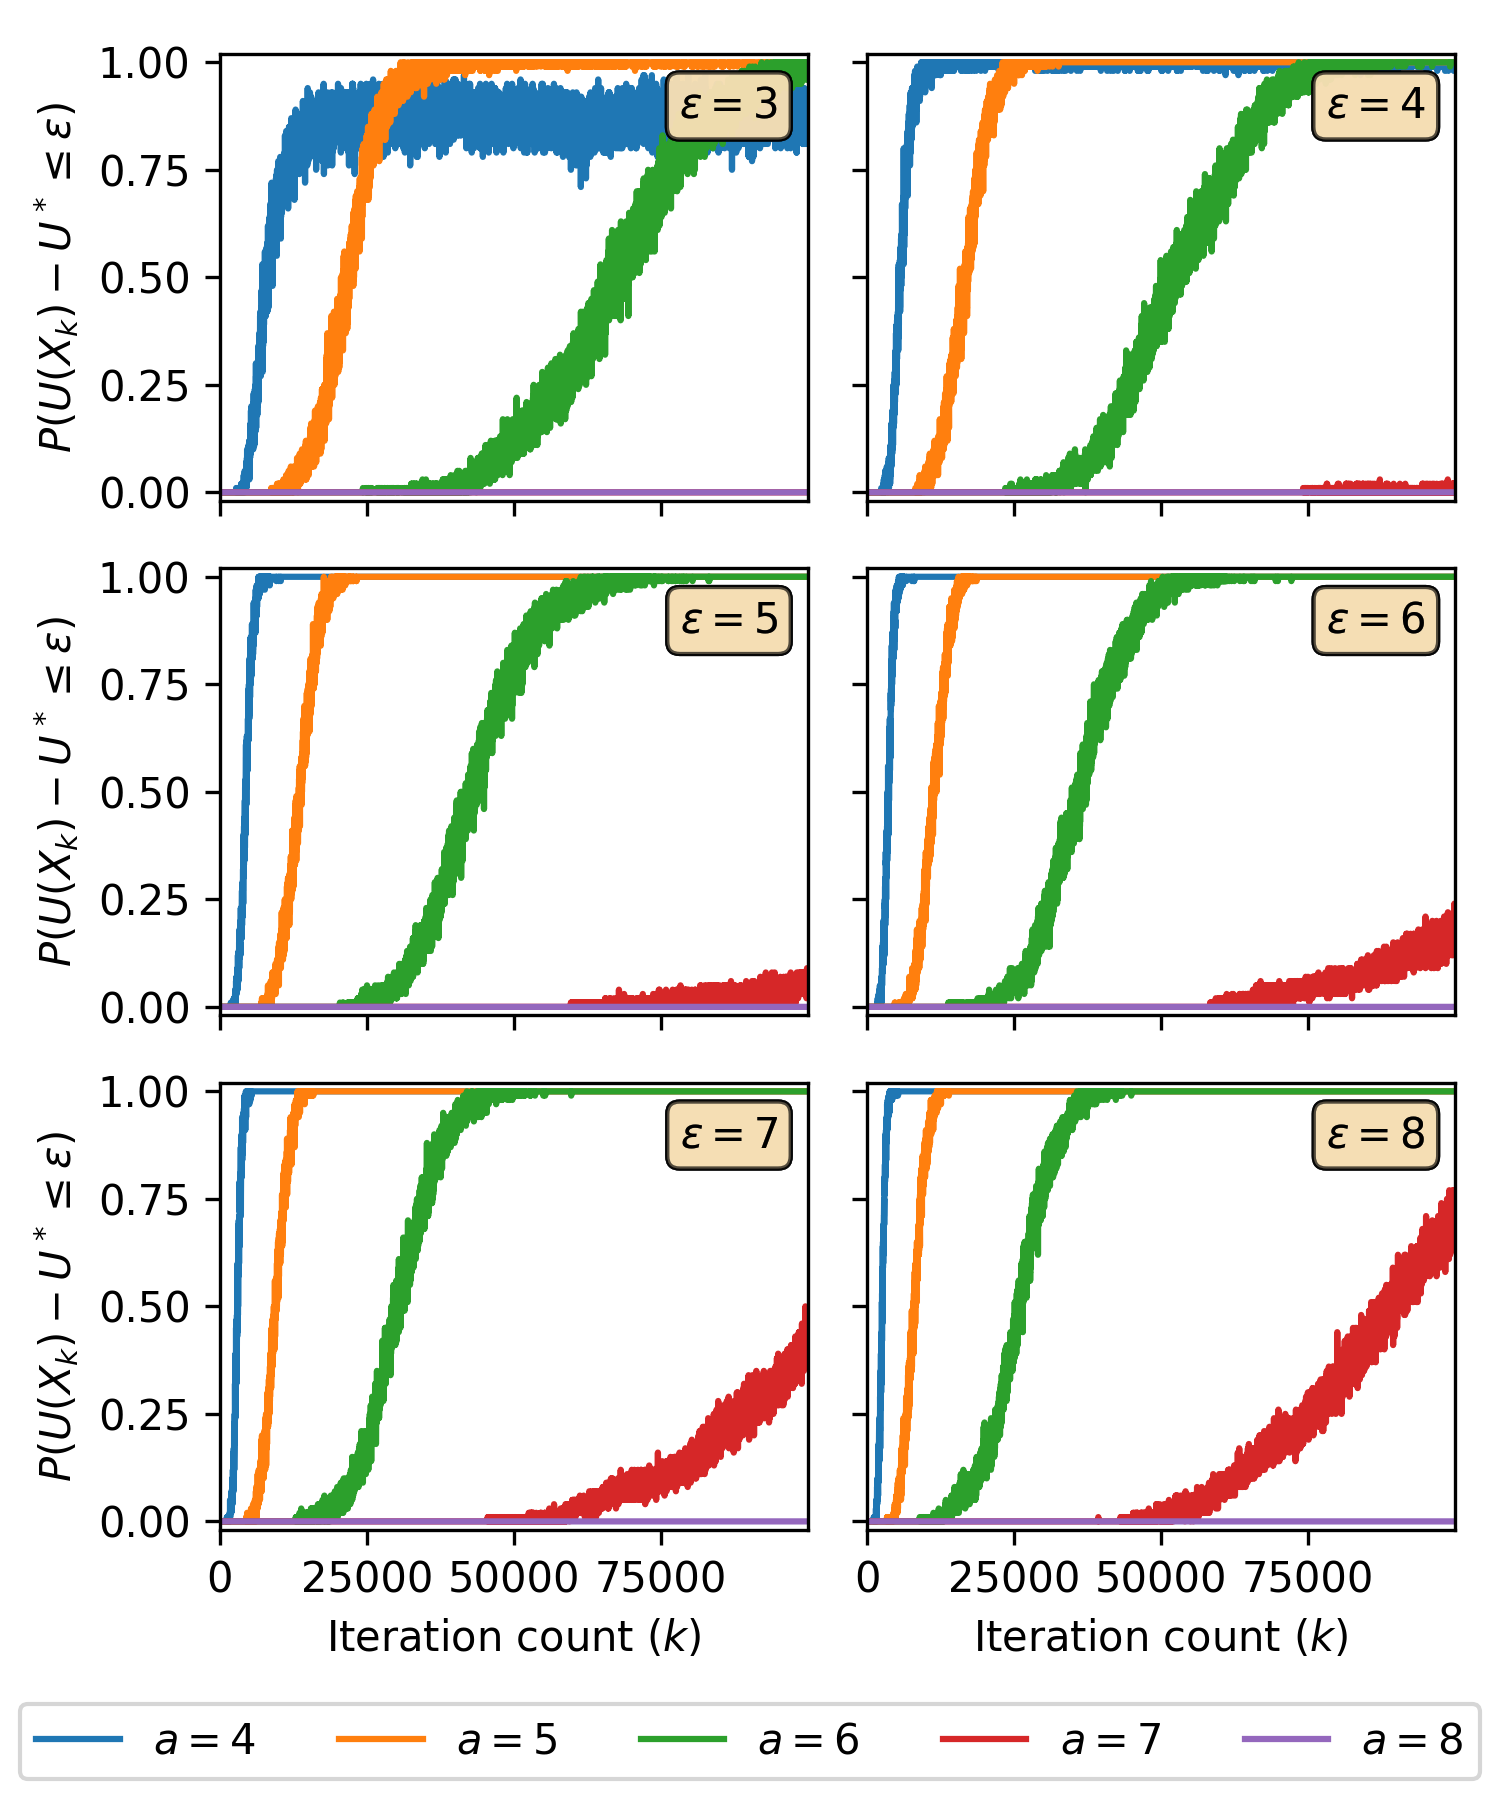 1.00
0.75
0.50
0.25
0.00
P(U(X_k) − U* ≤ ε)
ε = 3
ε = 4
1.00
0.75
0.50
0.25
0.00
P(U(X_k) − U* ≤ ε)
ε = 5
ε = 6
1.00
0.75
0.50
0.25
0.00
P(U(X_k) − U* ≤ ε)
ε = 7
ε = 8
0 25000 50000 75000
0 25000 50000 75000
Iteration count (k)
Iteration count (k)
a = 4 a = 5 a = 6 a = 7 a = 8